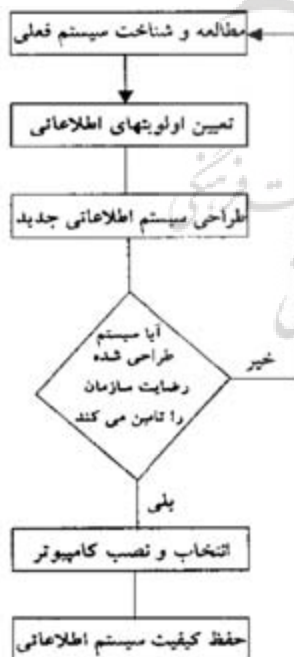 مطالعه و شناخت سیستم فعلی
تعیین اولویتهای اطلاعاتی
طراحی سیستم اطلاعاتی جدید
آیا سیستم
طراحی شده
رضایت سازمان
را تامین می کند
خیر
بلی
انتخاب و نصب کامپیوتر
حفظ کیفیت سیستم اطلاعاتی